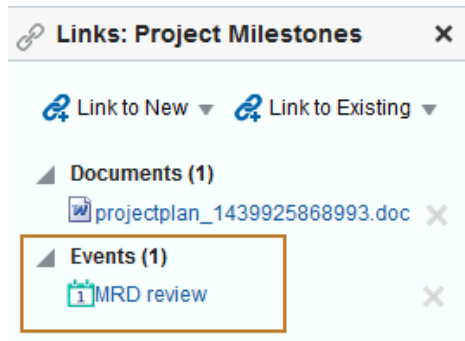 Links: Project Milestones
Link to New Link to Existing
Documents (1)
projectplan_1439925868993.doc
Events (1)
1 MRD review